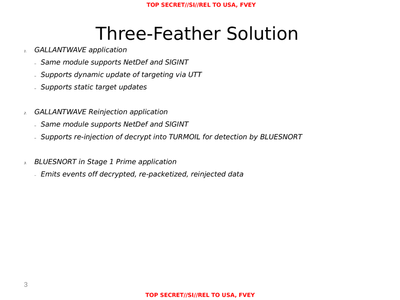 TOP SECRET//SI//REL TO USA, FVEY
Three-Feather Solution
GALLANTWAVE application
Same module supports NetDef and SIGINT
Supports dynamic update of targeting via UTT
Supports static target updates
GALLANTWAVE Reinjection application
Same module supports NetDef and SIGINT
Supports re-injection of decrypt into TURMOIL for detection by BLUESNORT
BLUESNORT in Stage 1 Prime application
Emits events off decrypted, re-packetized, reinjected data
3
TOP SECRET//SI//REL TO USA, FVEY